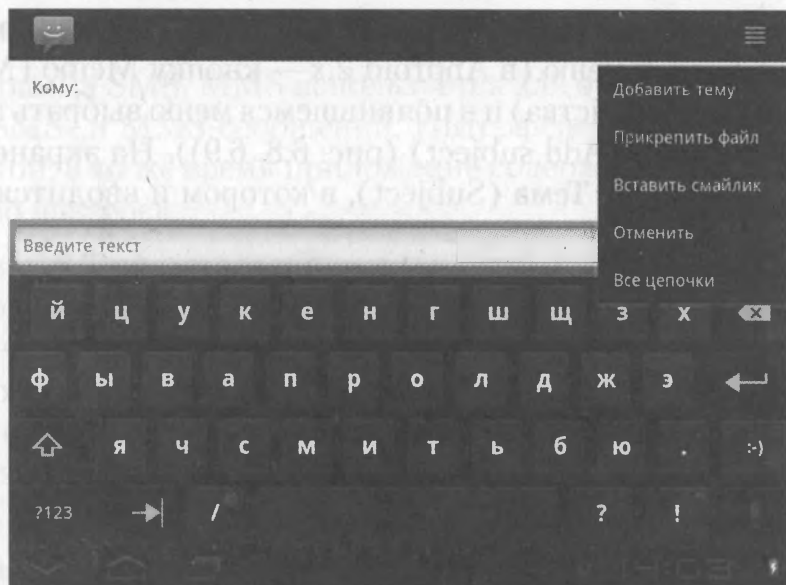 Кому:
Добавить тему
Прикрепить файл
Вставить смайлик
Отменить
Все цепочки
Введите текст
й ц у к е н г ш щ з х
ф ы в а п р о л д ж э
я ч с м и т ь б ю . :-)
?123 / ? !